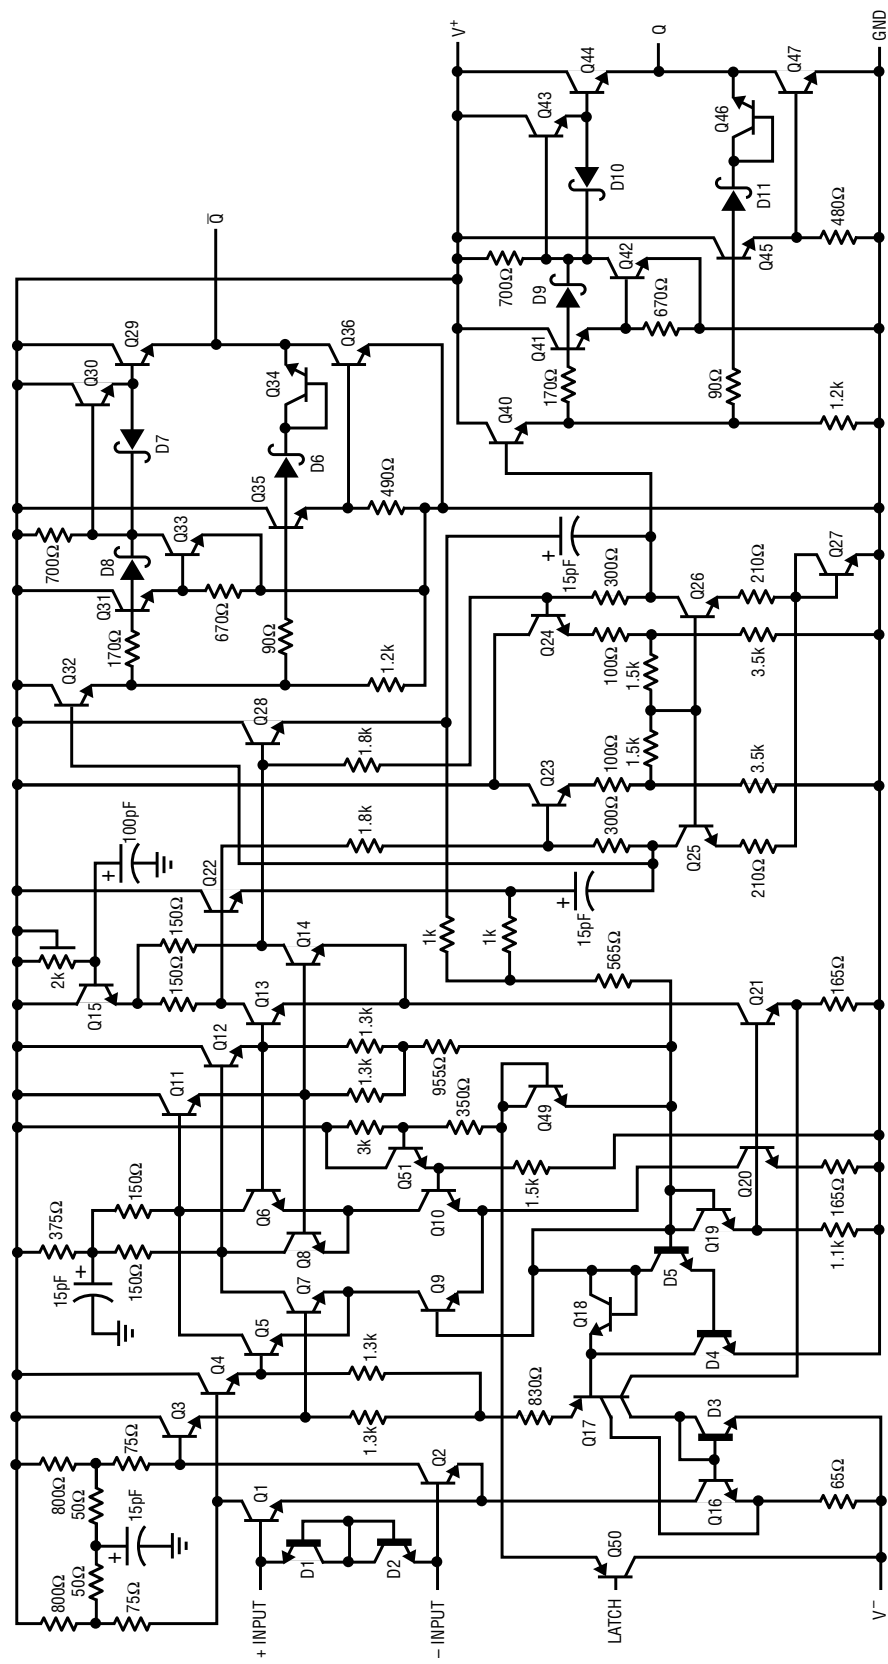 800Ω
800Ω
15pF
375Ω
2k
Q32
700Ω
50Ω
50Ω
Q30
Q15
D8
Q31
170Ω
75Ω
75Ω
15pF
150Ω
150Ω
100pF
Q29
D7
Q3
Q4
Q11
Q12
150Ω
150Ω
Q22
Q33
670Ω
Q̄
Q1
Q5
Q6
Q13
Q28
Q35
90Ω
+ INPUT
D1
Q7
Q8
Q14
Q34
D6
3k
1.3k
1.3k
1.8k
1.8k
1.2k
490Ω
Q36
1.3k
1.3k
D2
Q51
Q2
Q9
Q10
– INPUT
350Ω
955Ω
1k
1k
V+
1.5k
Q49
830Ω
Q18
Q23
Q24
Q40
Q41
D9
700Ω
Q43
Q44
15pF
15pF
170Ω
Q50
LATCH
Q17
D5
565Ω
300Ω
100Ω
100Ω
300Ω
1.5k
1.5k
Q42
D10
670Ω
Q
Q16
D3
D4
Q19
Q20
Q21
Q25
Q26
90Ω
Q45
D11
Q46
210Ω
3.5k
3.5k
210Ω
65Ω
1.1k
165Ω
165Ω
Q27
1.2k
480Ω
Q47
V–
GND